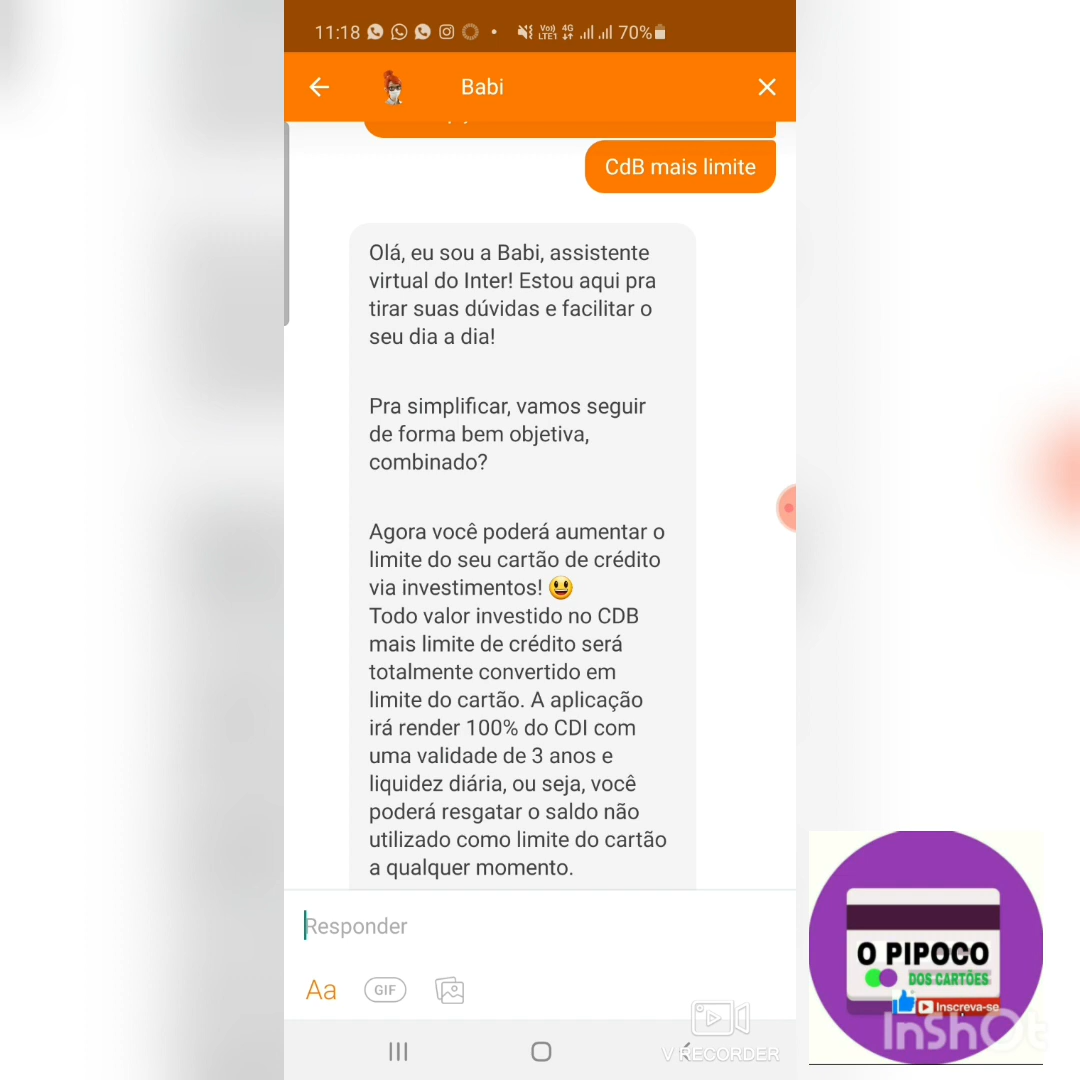 11:18
Vo)) 4G
LTE1
70%
Babi
CdB mais limite
Olá, eu sou a Babi, assistente
virtual do Inter! Estou aqui pra
tirar suas dúvidas e facilitar o
seu dia a dia!
Pra simplificar, vamos seguir
de forma bem objetiva,
combinado?
Agora você poderá aumentar o
limite do seu cartão de crédito
via investimentos! 😃
Todo valor investido no CDB
mais limite de crédito será
totalmente convertido em
limite do cartão. A aplicação
irá render 100% do CDI com
uma validade de 3 anos e
liquidez diária, ou seja, você
poderá resgatar o saldo não
utilizado como limite do cartão
a qualquer momento.
Responder
Aa
GIF
V RECORDER
O PIPOCO
DOS CARTÕES
Inscreva-se
InShOt